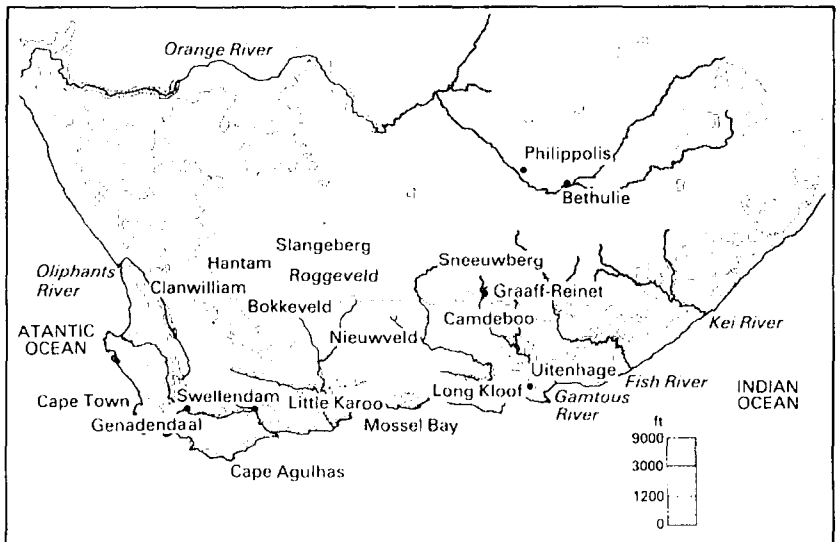 Orange River
Philippolis
Bethulie
Slangeberg
Hantam
Roggeveld
Sneeuwberg
Oliphants
River
Clanwilliam
Graaff-Reinet
Bokkeveld
Camdeboo
Kei River
ATANTIC
OCEAN
Nieuwveld
Uitenhage
Fish River
Cape Town
Swellendam
Little Karoo
Long Kloof
Gamtous
River
INDIAN
OCEAN
Genadendaal
Mossel Bay
Cape Agulhas
ft
9000
3000
1200
0